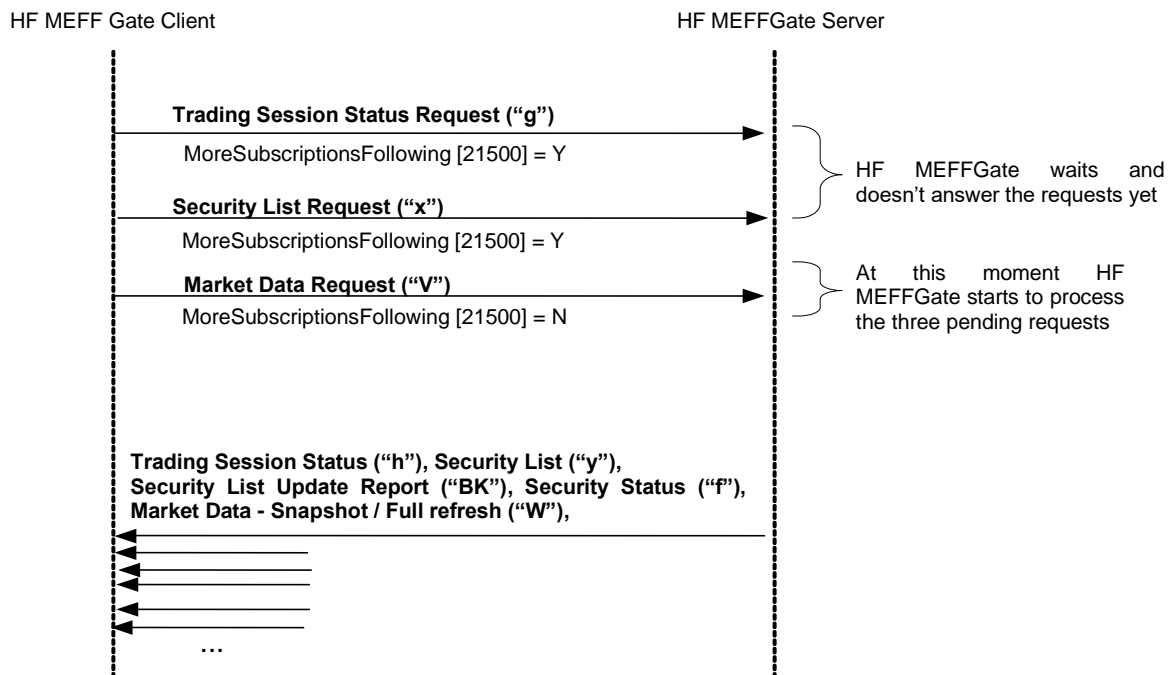 HF MEFF Gate Client
HF MEFFGate Server
Trading Session Status Request (“g”)
MoreSubscriptionsFollowing [21500] = Y
HF MEFFGate waits and
doesn’t answer the requests yet
Security List Request (“x”)
MoreSubscriptionsFollowing [21500] = Y
Market Data Request (“V”)
MoreSubscriptionsFollowing [21500] = N
At this moment HF
MEFFGate starts to process
the three pending requests
Trading Session Status (“h”), Security List (“y”),
Security List Update Report (“BK”), Security Status (“f”),
Market Data - Snapshot / Full refresh (“W”),
...